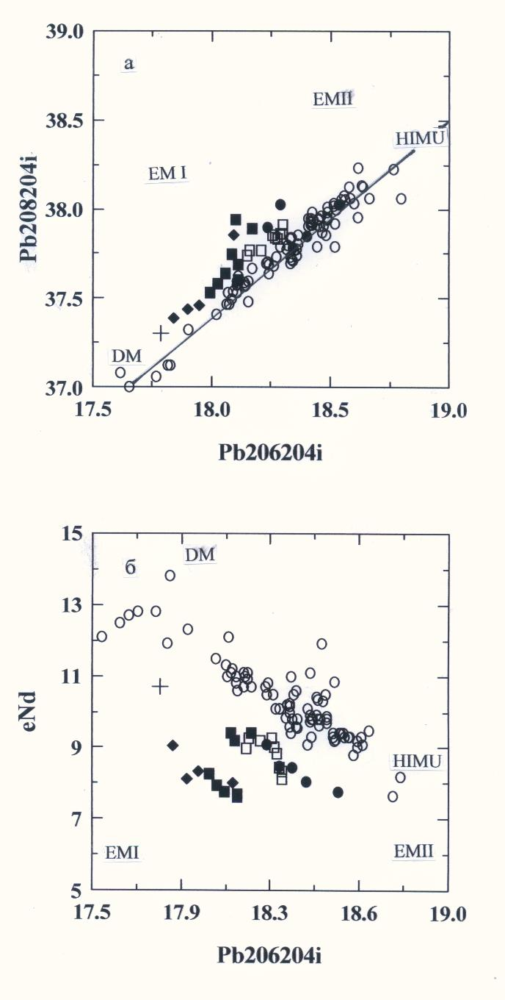 39.0
а
EMII
38.5
HIMU
EM I
Pb208204i
38.0
37.5
DM
37.0
17.5 18.0 18.5 19.0
Pb206204i
15
DM
б
13
11
eNd
9
HIMU
7
EMI EMII
5
17.5 17.9 18.3 18.6 19.0
Pb206204i